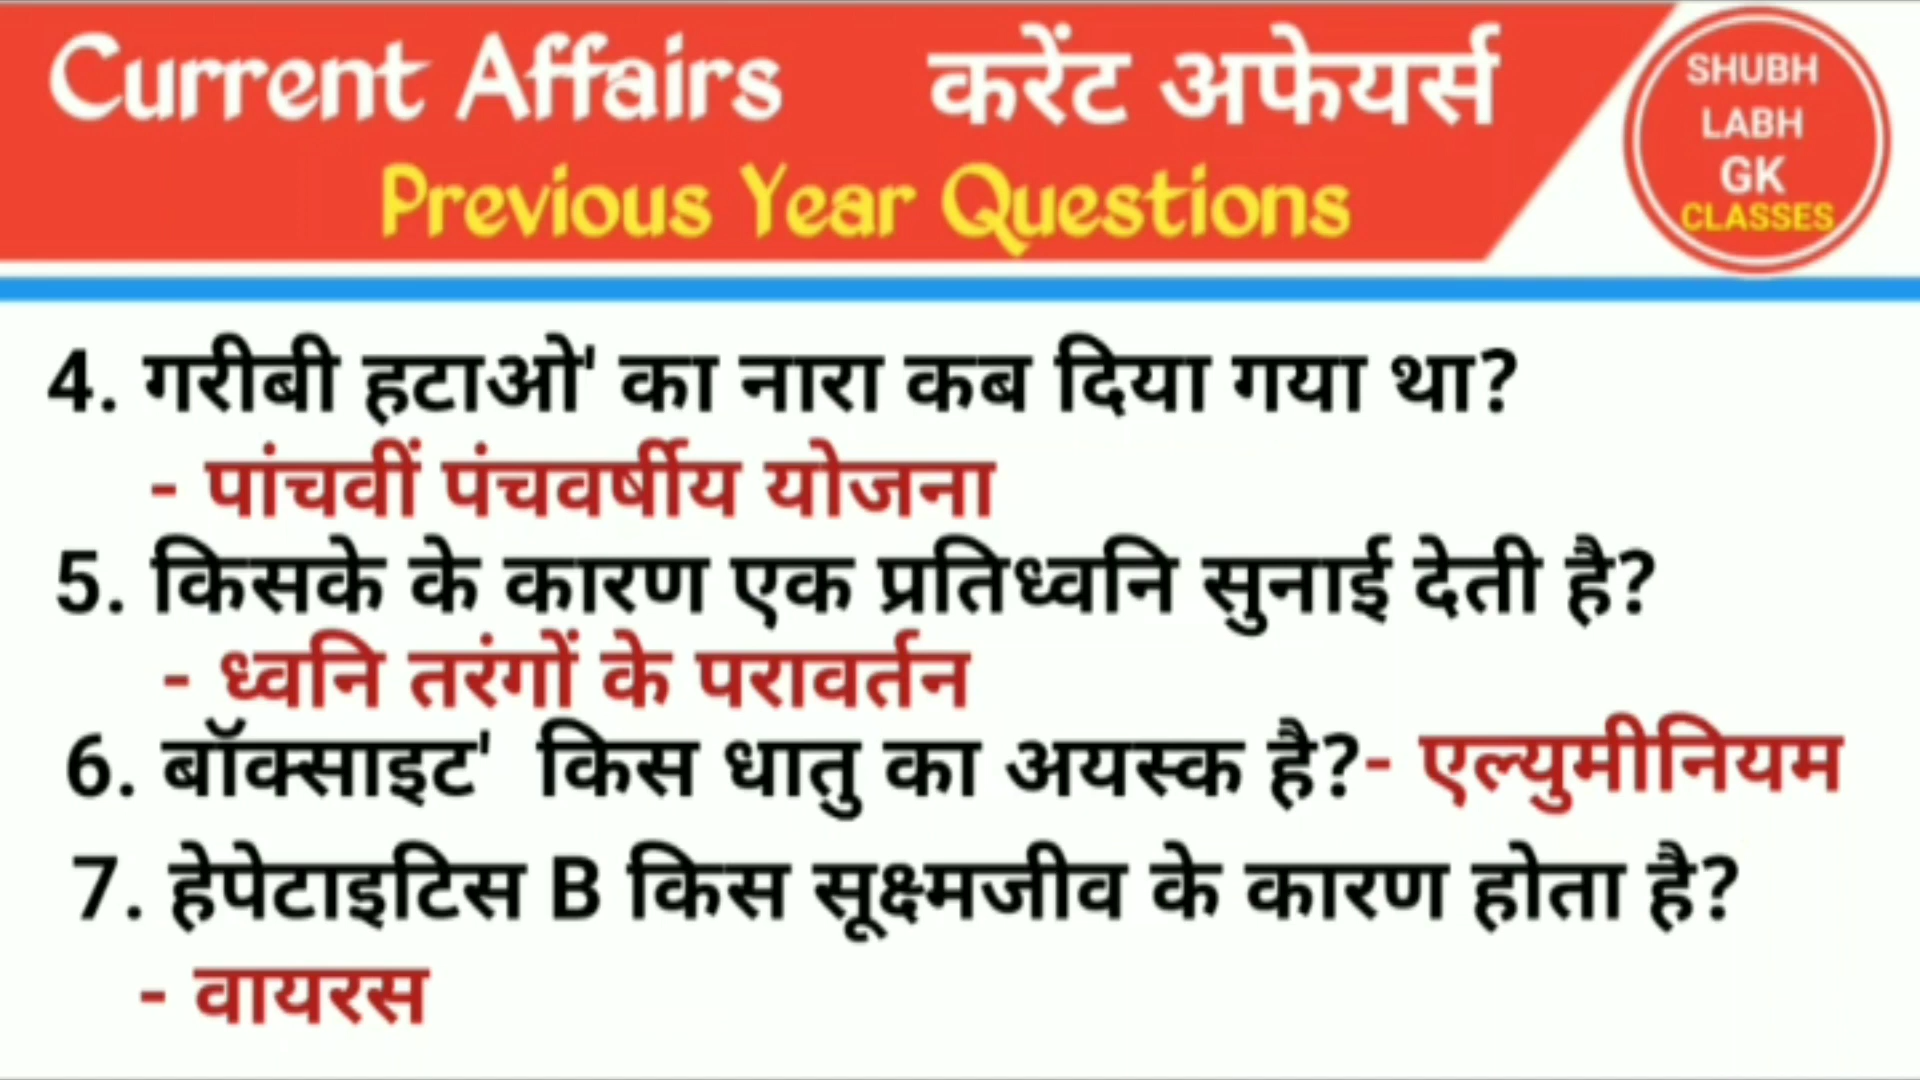 Current Affairs करेंट अफेयर्स
Previous Year Questions
SHUBH
LABH
GK
CLASSES
4. गरीबी हटाओ' का नारा कब दिया गया था?
- पांचवीं पंचवर्षीय योजना
5. किसके के कारण एक प्रतिध्वनि सुनाई देती है?
- ध्वनि तरंगों के परावर्तन
6. बॉक्साइट' किस धातु का अयस्क है?- एल्युमीनियम
7. हेपेटाइटिस B किस सूक्ष्मजीव के कारण होता है?
- वायरस